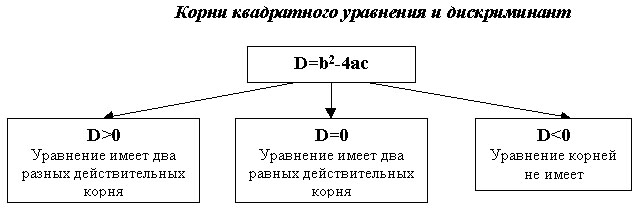 Корни квадратного уравнения и дискриминант
D=b²-4ac
D>0
Уравнение имеет два
разных действительных
корня
D=0
Уравнение имеет два
равных действительных
корня
D<0
Уравнение корней
не имеет